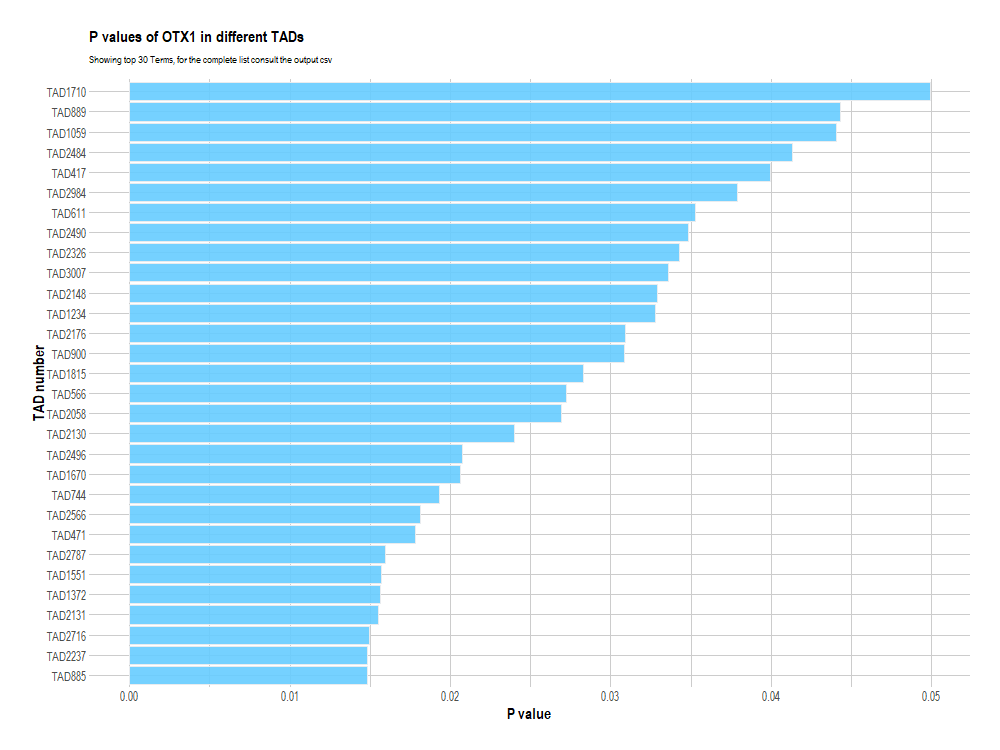 P values of OTX1 in different TADs
Showing top 30 Terms, for the complete list consult the output csv
TAD1710
TAD889
TAD1059
TAD2484
TAD417
TAD2984
TAD611
TAD2490
TAD2326
TAD3007
TAD2148
TAD1234
TAD2176
TAD900
TAD1815
TAD566
TAD2058
TAD2130
TAD2496
TAD1670
TAD744
TAD2566
TAD471
TAD2787
TAD1551
TAD1372
TAD2131
TAD2716
TAD2237
TAD885
TAD number
0.00 0.01 0.02 0.03 0.04 0.05
P value